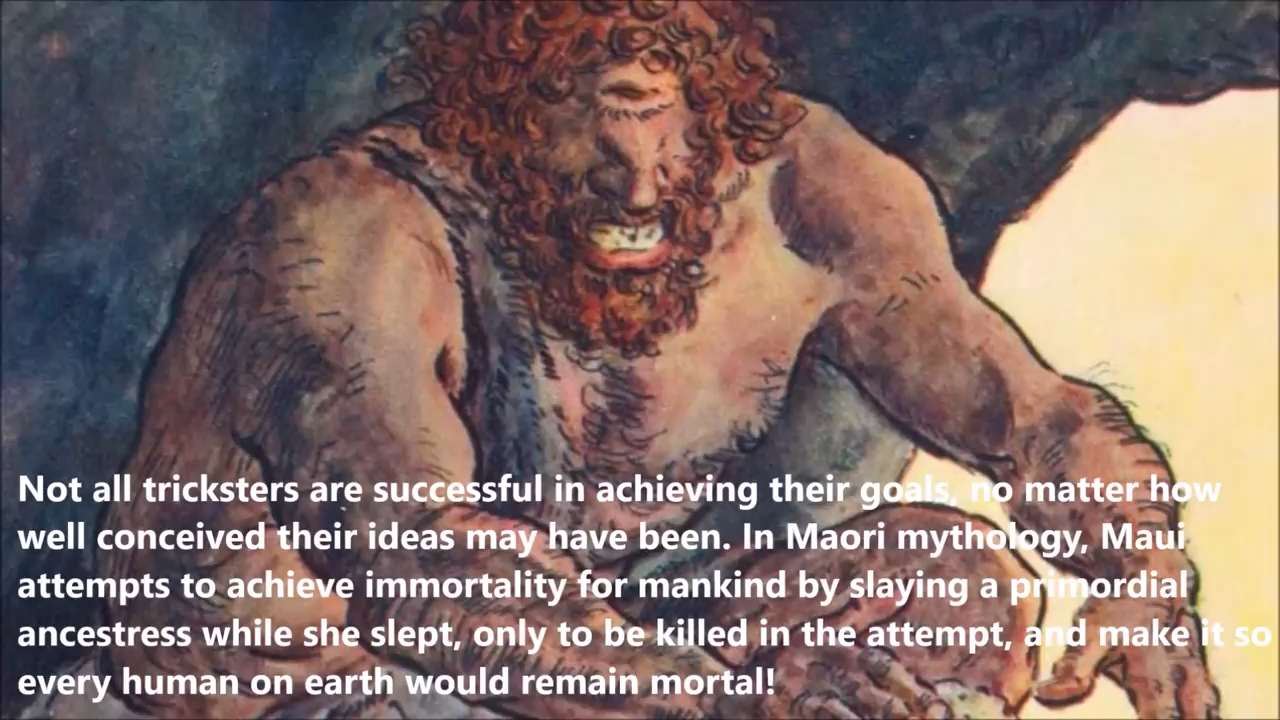 Not all tricksters are successful in achieving their goals, no matter how
well conceived their ideas may have been. In Maori mythology, Maui
attempts to achieve immortality for mankind by slaying a primordial
ancestress while she slept, only to be killed in the attempt, and make it so
every human on earth would remain mortal!